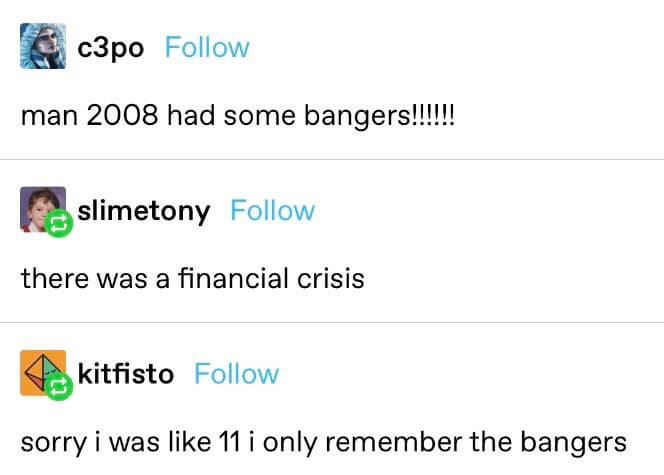 c3po Follow
man 2008 had some bangers!!!!!!
slimetony Follow
there was a financial crisis
kitfisto Follow
sorry i was like 11 i only remember the bangers